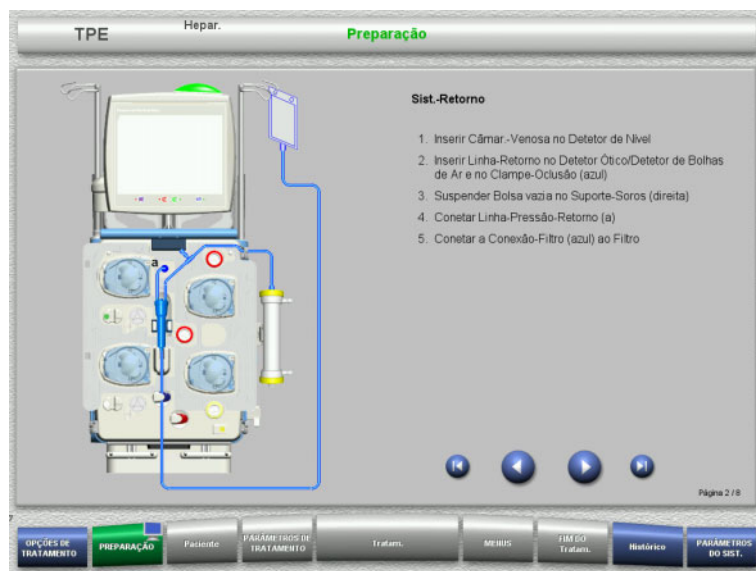 TPE
Hepar.
Preparação
Sist.-Retorno
1. Inserir Câmar.-Venosa no Detetor de Nível
2. Inserir Linha-Retorno no Detetor Ótico/Detetor de Bolhas
de Ar e no Clampe-Oclusão (azul)
3. Suspender Bolsa vazia no Suporte-Soros (direita)
4. Conetar Linha-Pressão-Retorno (a)
5. Conetar a Conexão-Filtro (azul) ao Filtro
a
Página 2 / 8
7
OPÇÕES DE
TRATAMENTO
PREPARAÇÃO
Paciente
PARÂMETROS DE
TRATAMENTO
Tratam.
MENUS
FIM DO
Tratam.
Histórico
PARÂMETROS
DO SIST.